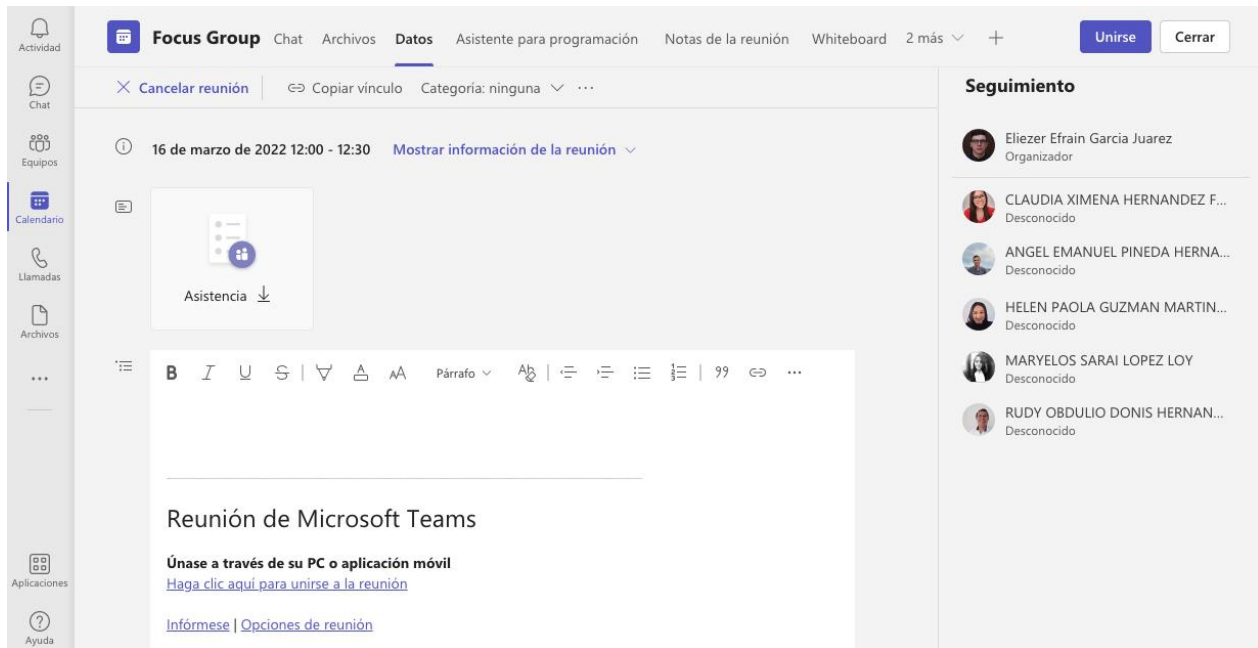 Actividad
Chat
Equipos
Calendario
Llamadas
Archivos
Aplicaciones
Ayuda
Focus Group Chat Archivos Datos Asistente para programación Notas de la reunión Whiteboard 2 más
Unirse Cerrar
Cancelar reunión Copiar vínculo Categoría: ninguna
16 de marzo de 2022 12:00 - 12:30 Mostrar información de la reunión
Asistencia
B I U S A AA Párrafo
Reunión de Microsoft Teams
Únase a través de su PC o aplicación móvil
Haga clic aquí para unirse a la reunión
Infórmese | Opciones de reunión
Seguimiento
Eliezer Efrain Garcia Juarez
Organizador
CLAUDIA XIMENA HERNANDEZ F...
Desconocido
ANGEL EMANUEL PINEDA HERNA...
Desconocido
HELEN PAOLA GUZMAN MARTIN...
Desconocido
MARYELOS SARAI LOPEZ LOY
Desconocido
RUDY OBDULIO DONIS HERNAN...
Desconocido